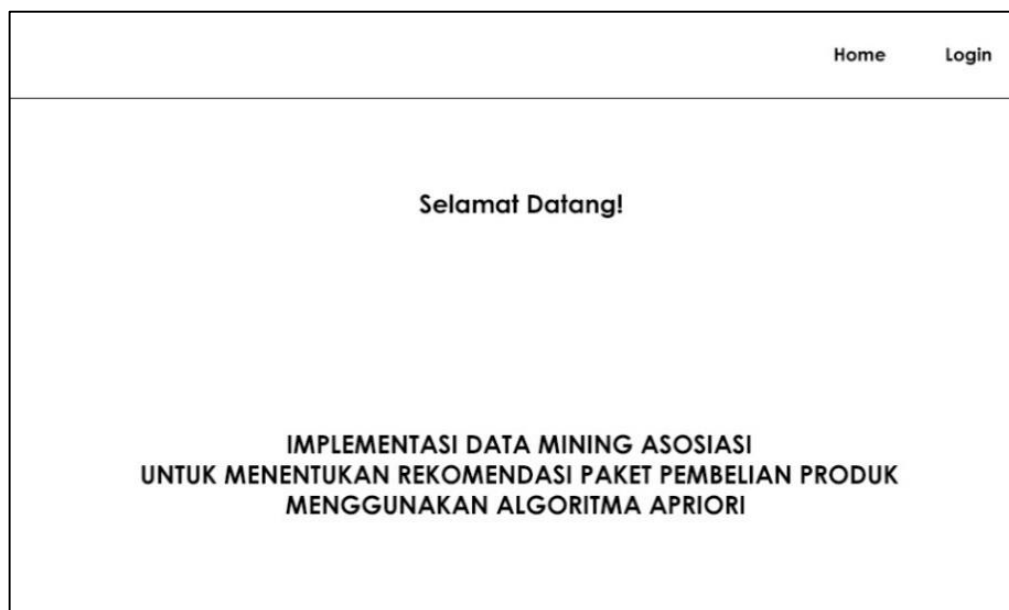 Home Login
Selamat Datang!
IMPLEMENTASI DATA MINING ASOSIASI
UNTUK MENENTUKAN REKOMENDASI PAKET PEMBELIAN PRODUK
MENGGUNAKAN ALGORITMA APRIORI